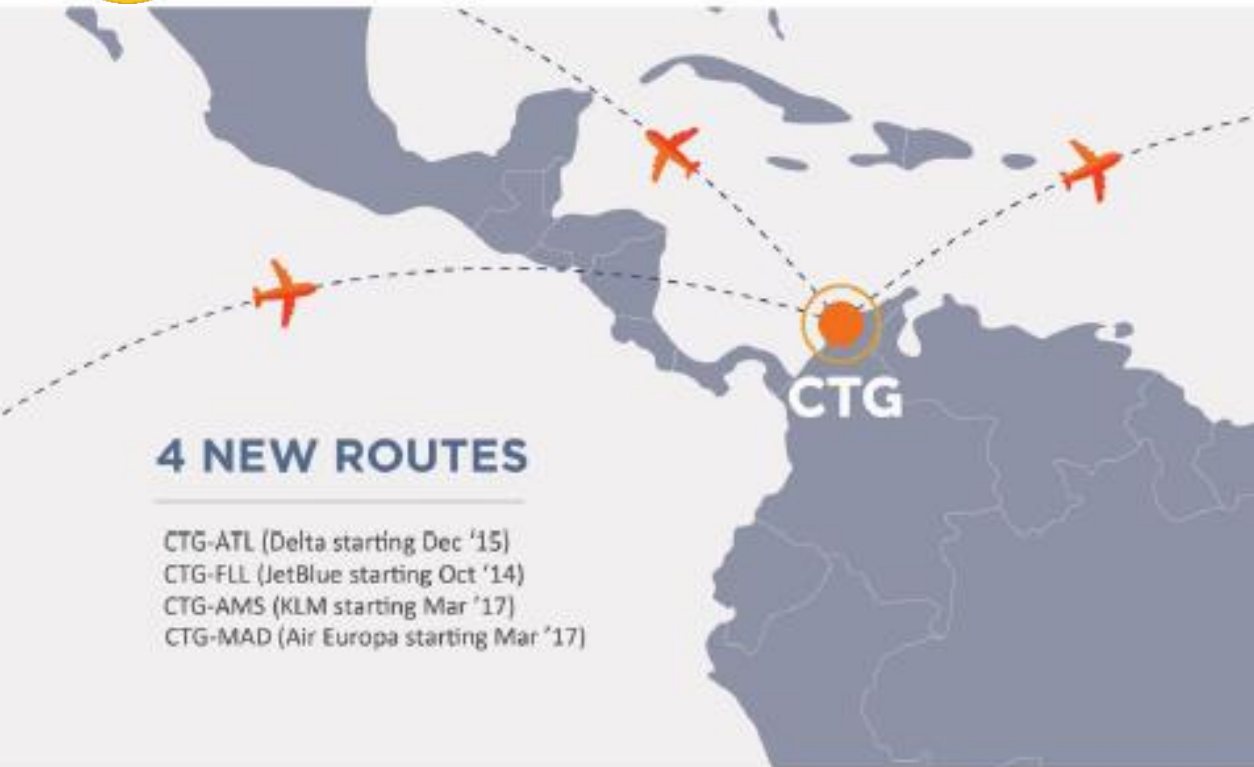 CTG
4 NEW ROUTES
CTG-ATL (Delta starting Dec '15)
CTG-FLL (JetBlue starting Oct '14)
CTG-AMS (KLM starting Mar '17)
CTG-MAD (Air Europa starting Mar '17)